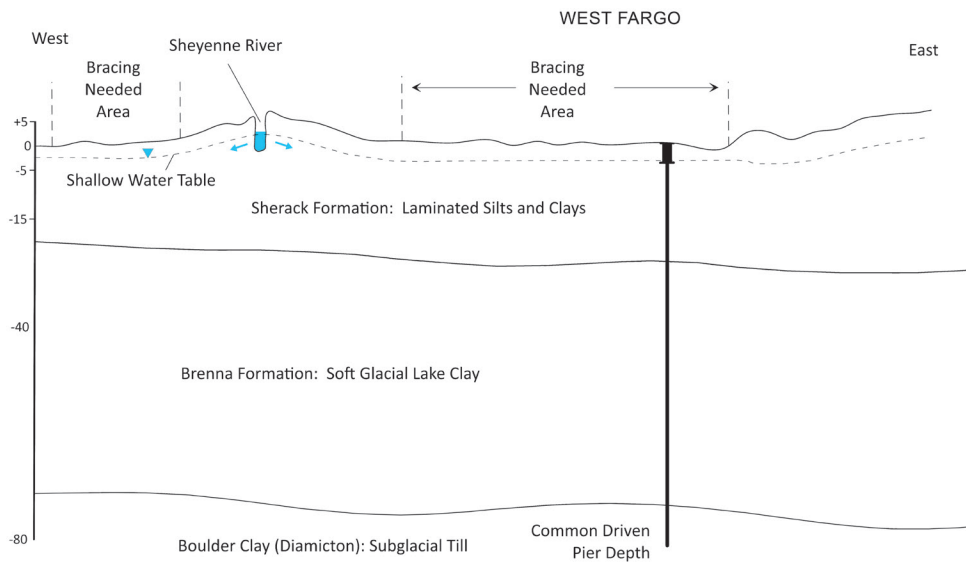 WEST FARGO
West
Sheyenne River
East
Bracing
Needed
Area
Bracing
Needed
Area
+5
0
-5
-15
-40
-80
Shallow Water Table
Sherack Formation: Laminated Silts and Clays
Brenna Formation: Soft Glacial Lake Clay
Boulder Clay (Diamicton): Subglacial Till
Common Driven
Pier Depth